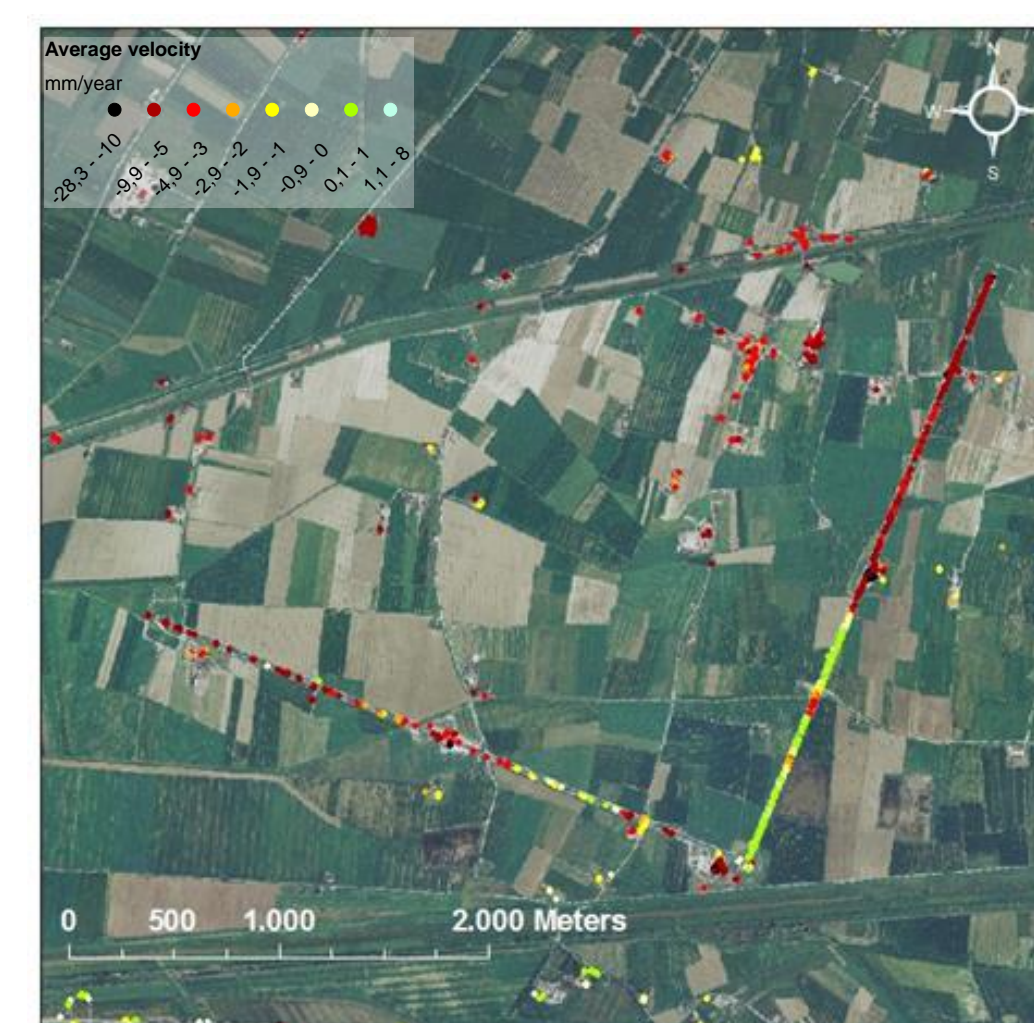 Average velocity
mm/year
-28,3 - -10
-9,9 - -5
-4,9 - -3
-2,9 - -2
-1,9 - -1
-0,9 - 0
0,1 - 1
1,1 - 8
N
W
S
0 500 1.000 2.000 Meters